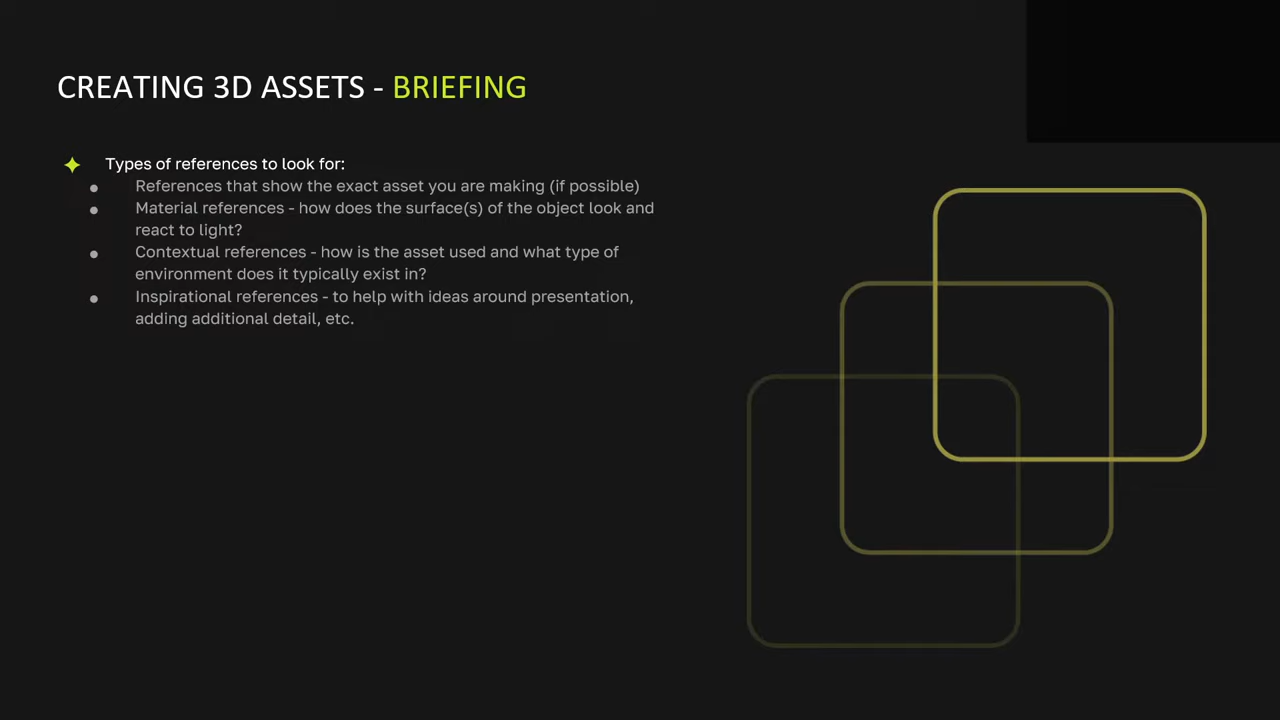 CREATING 3D ASSETS - BRIEFING
Types of references to look for:
References that show the exact asset you are making (if possible)
Material references - how does the surface(s) of the object look and
react to light?
Contextual references - how is the asset used and what type of
environment does it typically exist in?
Inspirational references - to help with ideas around presentation,
adding additional detail, etc.